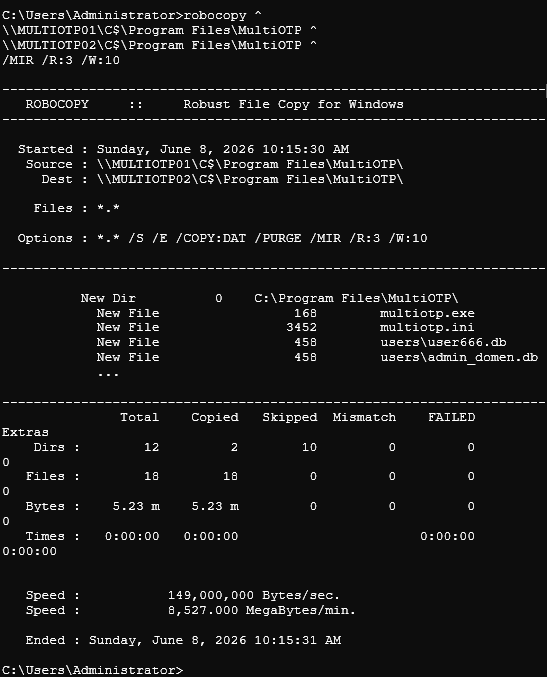 C:\Users\Administrator>robocopy ^
\\MULTIOTP01\C$\Program Files\MultiOTP ^
\\MULTIOTP02\C$\Program Files\MultiOTP ^
/MIR /R:3 /W:10
-------------------------------------------------------------------------------
ROBOCOPY     ::     Robust File Copy for Windows
-------------------------------------------------------------------------------
Started : Sunday, June 8, 2026 10:15:30 AM
Source : \\MULTIOTP01\C$\Program Files\MultiOTP\
Dest : \\MULTIOTP02\C$\Program Files\MultiOTP\
Files : *.*
Options : *.* /S /E /COPY:DAT /PURGE /MIR /R:3 /W:10
-------------------------------------------------------------------------------
New Dir          0    C:\Program Files\MultiOTP\
New File                 168        multiotp.exe
New File                3452        multiotp.ini
New File                 458        users\user666.db
New File                 458        users\admin_domen.db
...
-------------------------------------------------------------------------------
Total    Copied   Skipped  Mismatch    FAILED
Extras
Dirs :        12         2        10         0         0
0
Files :        18        18         0         0         0
0
Bytes :    5.23 m    5.23 m         0         0         0
0
Times :   0:00:00   0:00:00                       0:00:00
0:00:00
Speed :           149,000,000 Bytes/sec.
Speed :           8,527.000 MegaBytes/min.
Ended : Sunday, June 8, 2026 10:15:31 AM
C:\Users\Administrator>